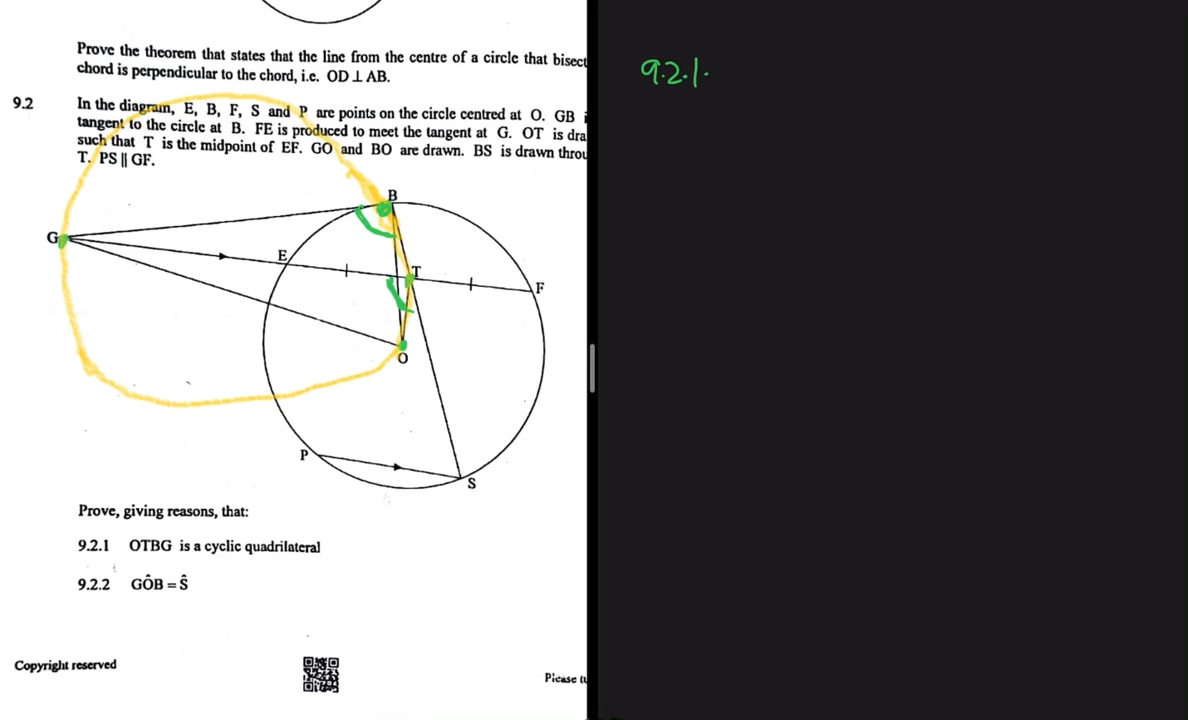 Prove the theorem that states that the line from the centre of a circle that bisect
chord is perpendicular to the chord, i.e. OD ⊥ AB.
9.2 In the diagram, E, B, F, S and P are points on the circle centred at O. GB
tangent to the circle at B. FE is produced to meet the tangent at G. OT is dra
such that T is the midpoint of EF. GO and BO are drawn. BS is drawn throu
T. PS || GF.
9.2.1.
B
G
E
T
F
O
P
S
Prove, giving reasons, that:
9.2.1 OTBG is a cyclic quadrilateral
9.2.2 GÔB = Ŝ
Copyright reserved
Please tu